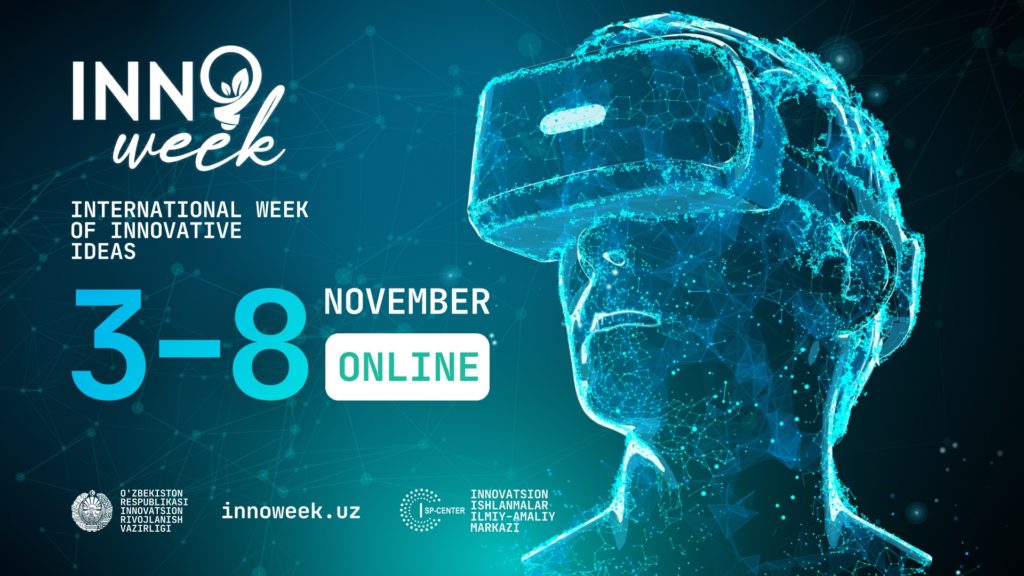 INNO
week
INTERNATIONAL WEEK
OF INNOVATIVE
IDEAS
3–8
NOVEMBER
ONLINE
O'ZBEKISTON
RESPUBLIKASI
INNOVATSION
RIVOJLANISH
VAZIRLIGI
innoweek.uz
SP-CENTER
INNOVATSION
ISHLANMALAR
ILMIY-AMALIY
MARKAZI